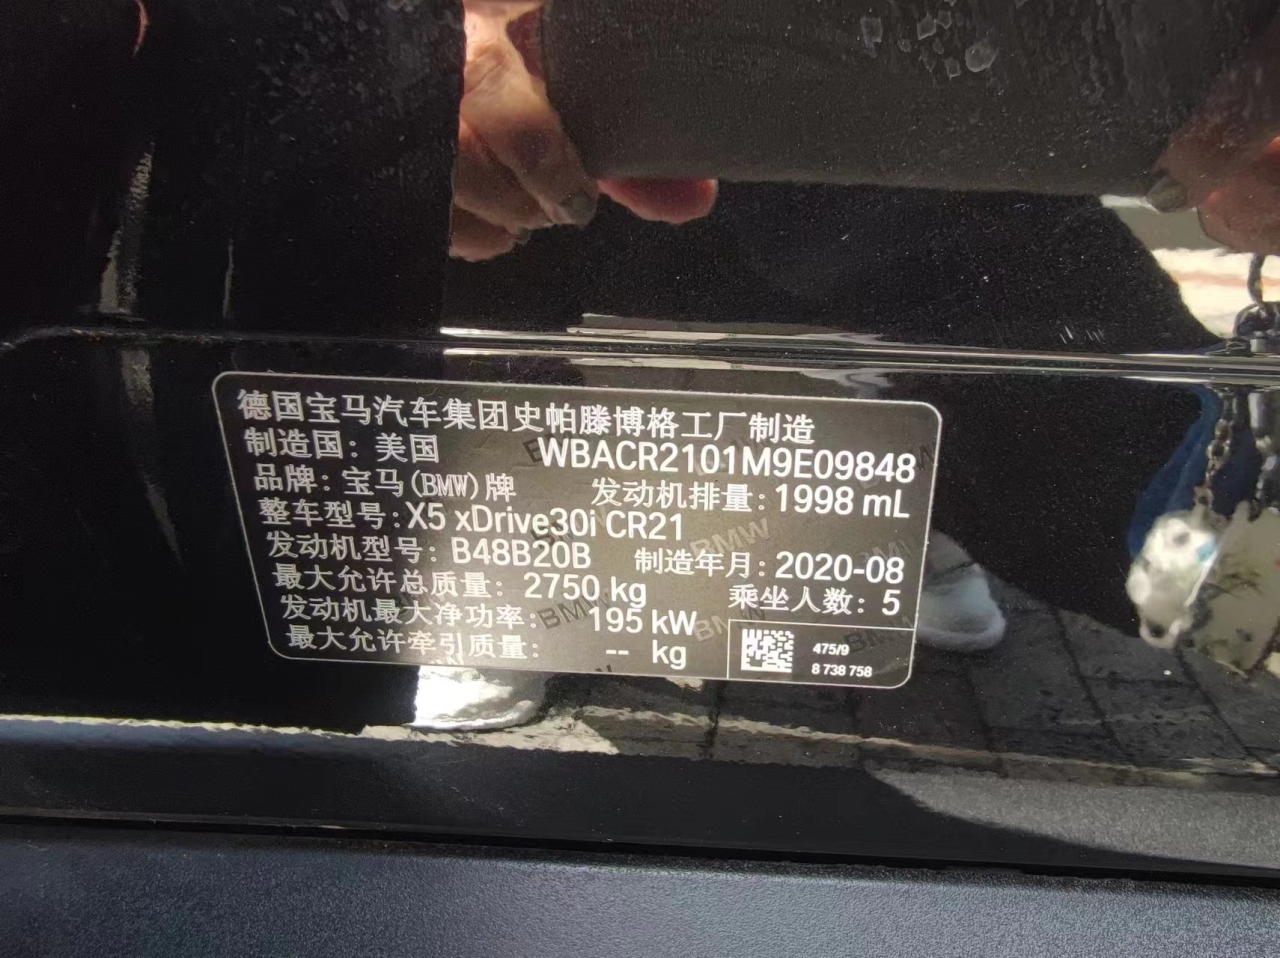 德国宝马汽车集团史帕滕博格工厂制造
制造国：美国 WBACR2101M9E09848
品牌：宝马(BMW)牌 发动机排量：1998 mL
整车型号：X5 xDrive30i CR21
发动机型号：B48B20B 制造年月：2020-08
最大允许总质量：2750 kg 乘坐人数：5
发动机最大净功率：195 kW
最大允许牵引质量：-- kg
475/9
8 738 758